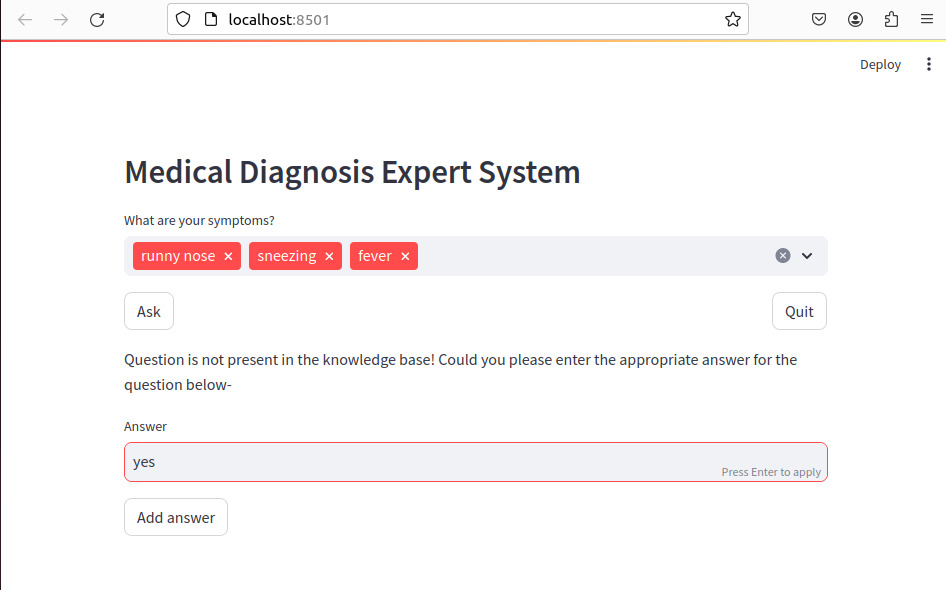 localhost:8501
Deploy
Medical Diagnosis Expert System
What are your symptoms?
runny nose sneezing fever
Ask Quit
Question is not present in the knowledge base! Could you please enter the appropriate answer for the
question below-
Answer
yes
Press Enter to apply
Add answer